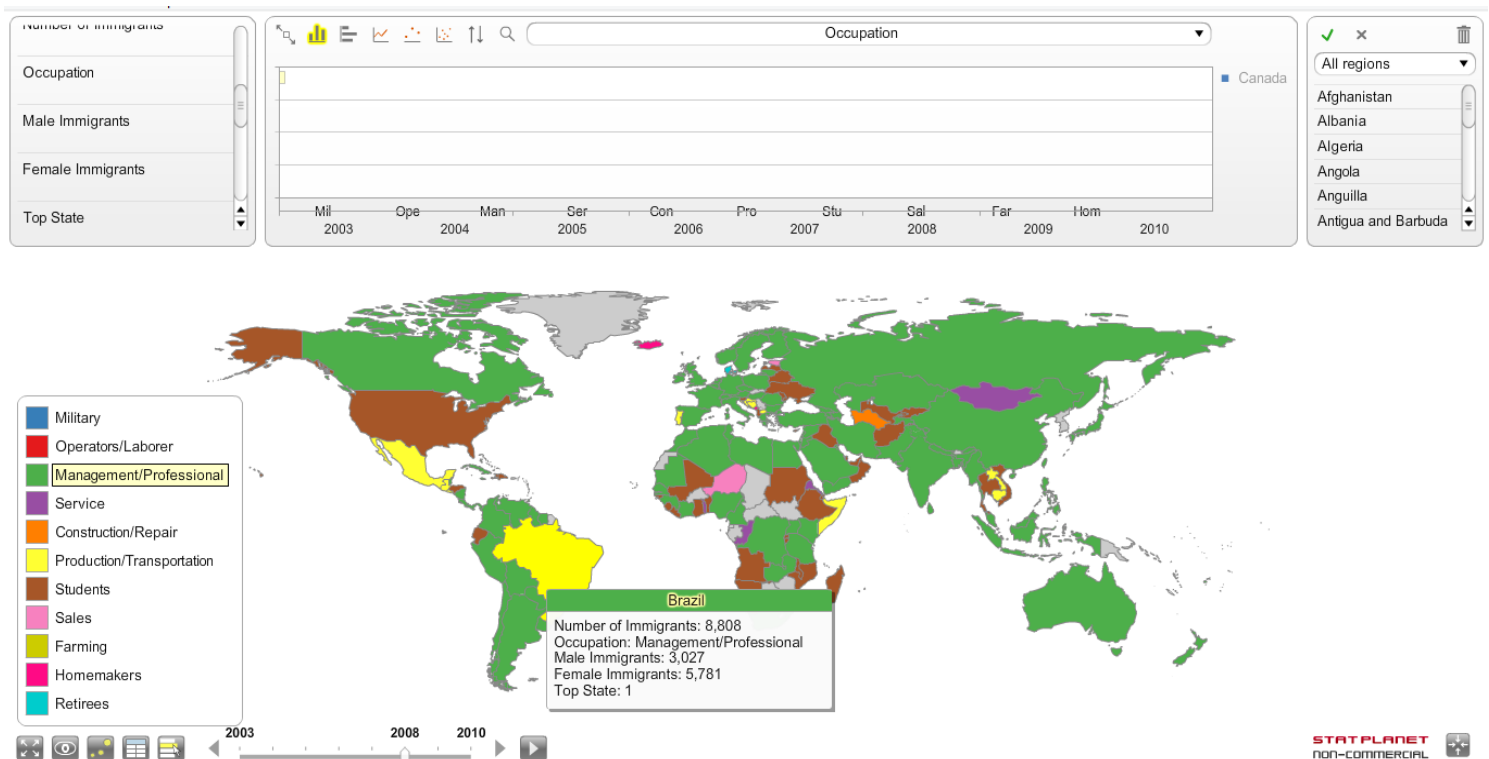 Number of Immigrants
Occupation
Male Immigrants
Female Immigrants
Top State
Occupation
Canada
Mil Ope Man Ser Con Pro Stu Sal Far Hom
2003 2004 2005 2006 2007 2008 2009 2010
All regions
Afghanistan
Albania
Algeria
Angola
Anguilla
Antigua and Barbuda
Military
Operators/Laborer
Management/Professional
Service
Construction/Repair
Production/Transportation
Students
Sales
Farming
Homemakers
Retirees
Brazil
Number of Immigrants: 8,808
Occupation: Management/Professional
Male Immigrants: 3,027
Female Immigrants: 5,781
Top State: 1
2003 2008 2010
STATPLANET
NON-COMMERCIAL